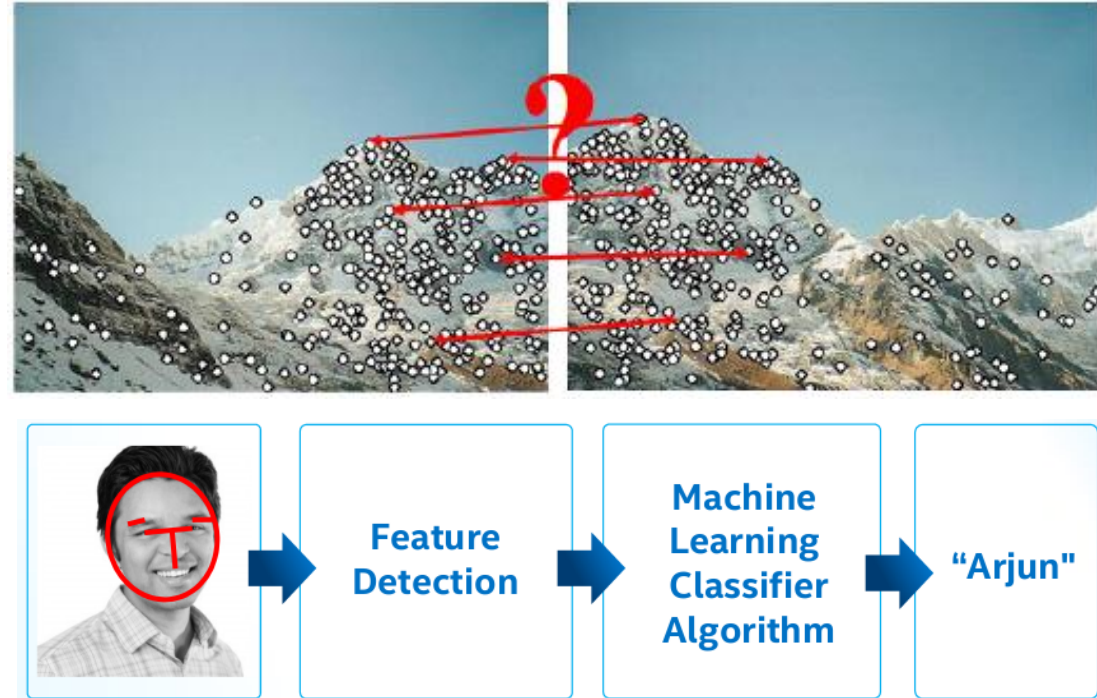 ?
Feature
Detection
Machine
Learning
Classifier
Algorithm
“Arjun"